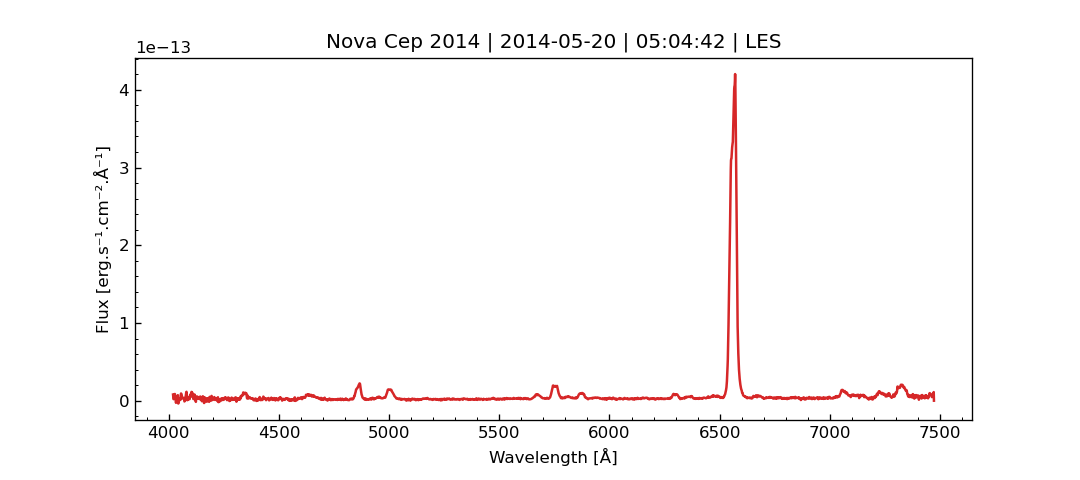 Nova Cep 2014 | 2014-05-20 | 05:04:42 | LES
1e−13
4
3
2
1
0
Flux [erg.s⁻¹.cm⁻².Å⁻¹]
4000 4500 5000 5500 6000 6500 7000 7500
Wavelength [Å]